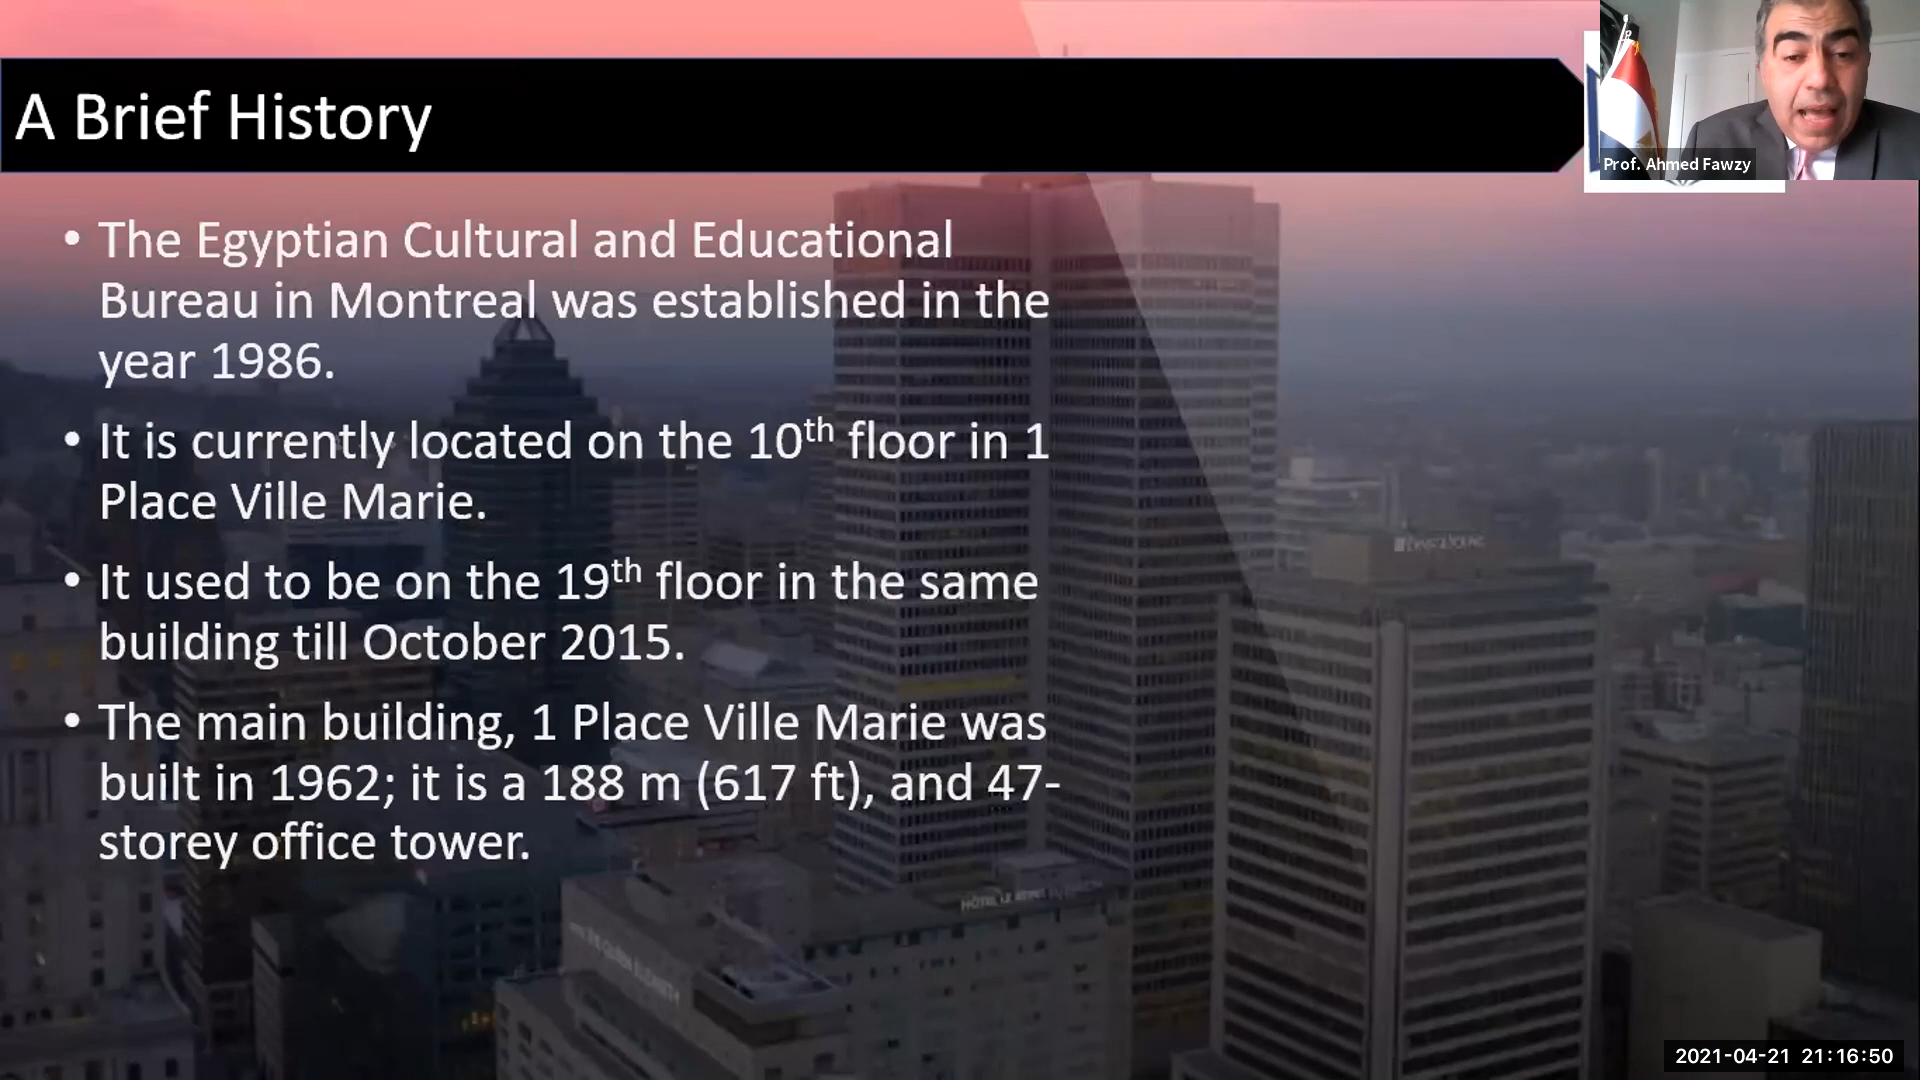 A Brief History
Prof. Ahmed Fawzy
• The Egyptian Cultural and Educational
Bureau in Montreal was established in the
year 1986.
• It is currently located on the 10th floor in 1
Place Ville Marie.
• It used to be on the 19th floor in the same
building till October 2015.
• The main building, 1 Place Ville Marie was
built in 1962; it is a 188 m (617 ft), and 47-
storey office tower.
HÔTEL LE REINE
2021-04-21 21:16:50